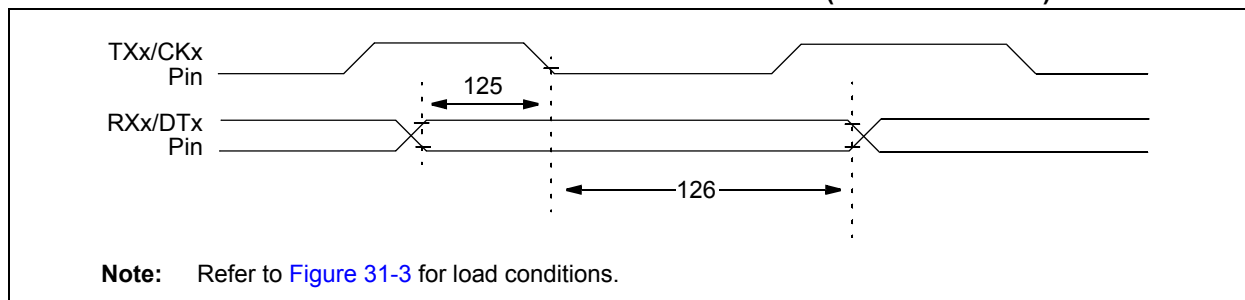 TXx/CKx
Pin
125
RXx/DTx
Pin
126
Note: Refer to Figure 31-3 for load conditions.